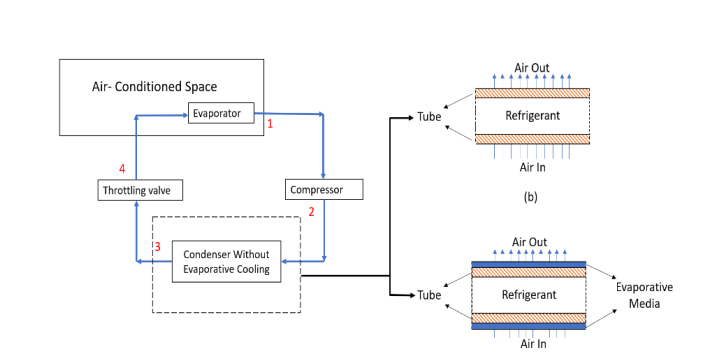 Air- Conditioned Space
Evaporator
1
4
Throttling valve
Compressor
2
3
Condenser Without
Evaporative Cooling
Air Out
Tube
Refrigerant
Air In
(b)
Air Out
Tube
Refrigerant
Evaporative
Media
Air In